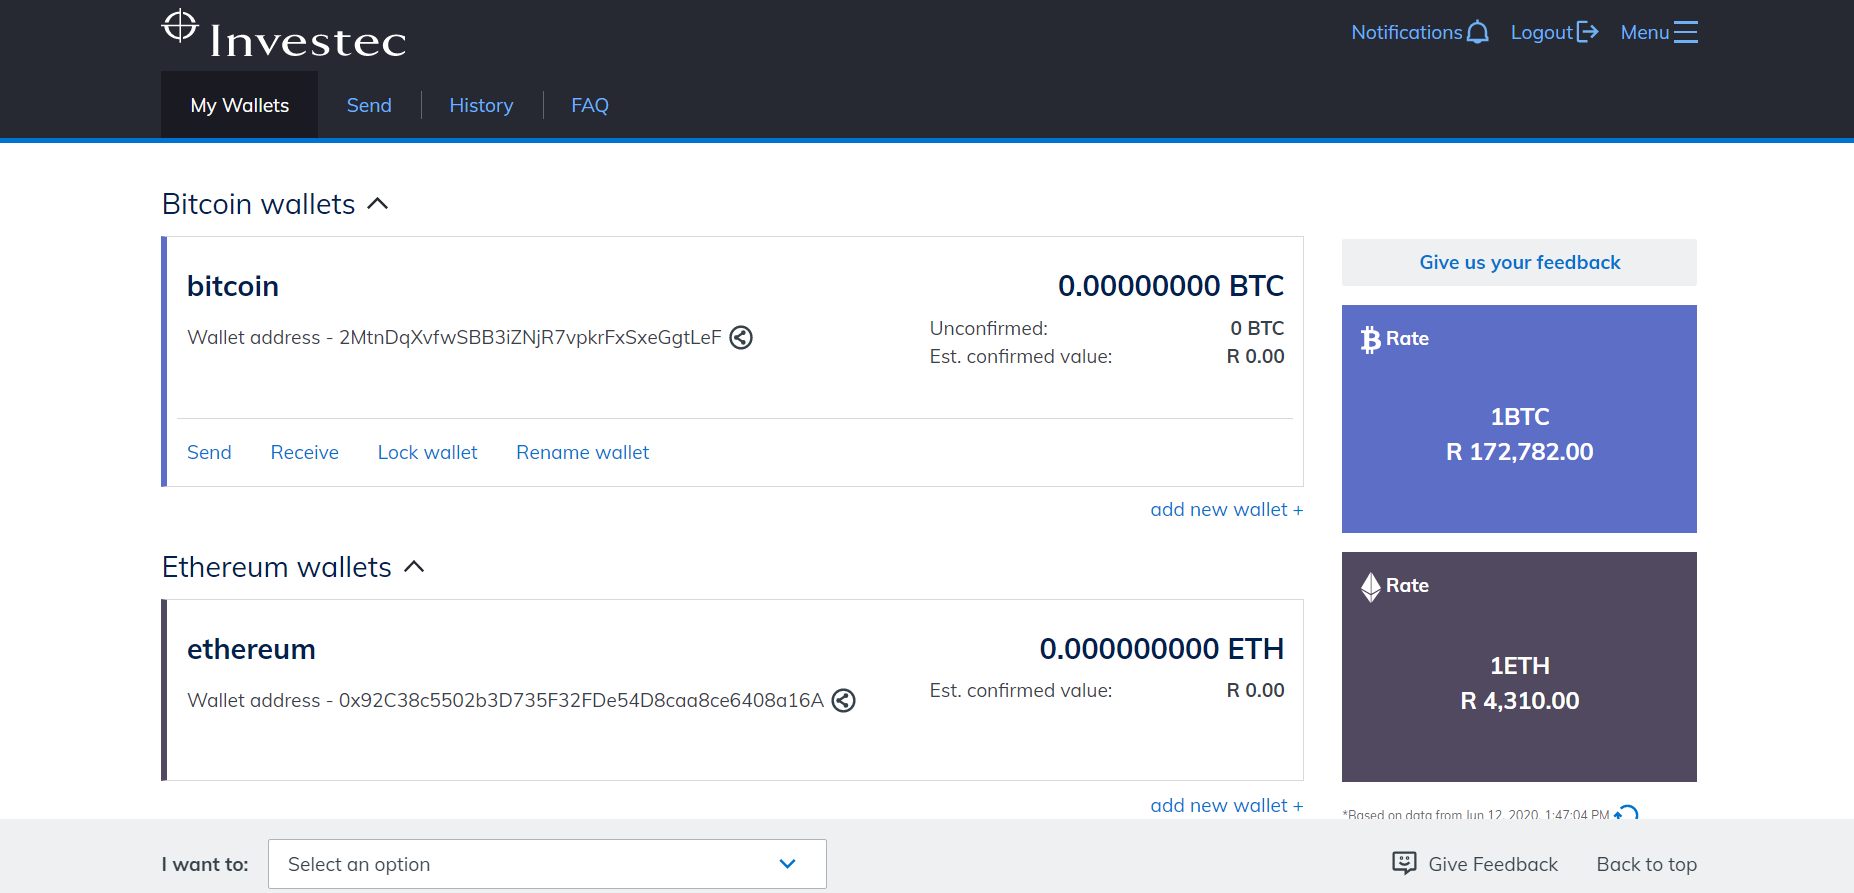 Investec
Notifications Logout Menu
My Wallets Send History FAQ
Bitcoin wallets
bitcoin
0.00000000 BTC
Wallet address - 2MtnDqXvfwSBB3iZNjR7vpkrFxSxeGgtLeF
Unconfirmed: 0 BTC
Est. confirmed value: R 0.00
Send Receive Lock wallet Rename wallet
add new wallet +
Ethereum wallets
ethereum
0.000000000 ETH
Wallet address - 0x92C38c5502b3D735F32FDe54D8caa8ce6408a16A
Est. confirmed value: R 0.00
add new wallet +
Give us your feedback
Rate
1BTC
R 172,782.00
Rate
1ETH
R 4,310.00
*Based on data from Jun 12, 2020, 1:47:04 PM
I want to: Select an option
Give Feedback Back to top